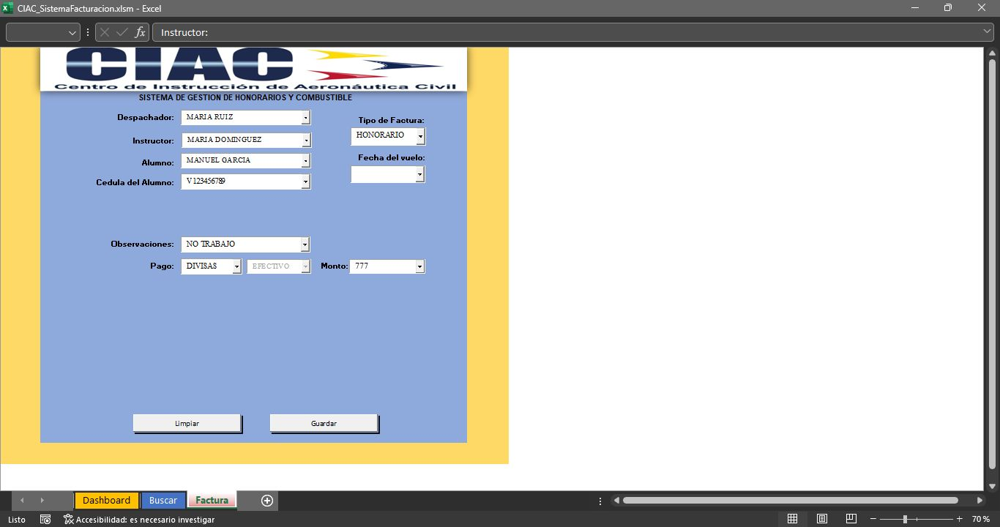 CIAC_SistemaFacturacion.xlsm - Excel
fx Instructor:
CIAC
Centro de Instrucción de Aeronáutica Civil
SISTEMA DE GESTION DE HONORARIOS Y COMBUSTIBLE
Despachador: MARIA RUIZ
Tipo de Factura:
Instructor: MARIA DOMINGUEZ
HONORARIO
Alumno: MANUEL GARCIA
Fecha del vuelo:
Cedula del Alumno: V123456789
Observaciones: NO TRABAJO
Pago: DIVISAS EFECTIVO Monto: 777
Limpiar Guardar
Dashboard Buscar Factura
Listo Accesibilidad: es necesario investigar 70 %